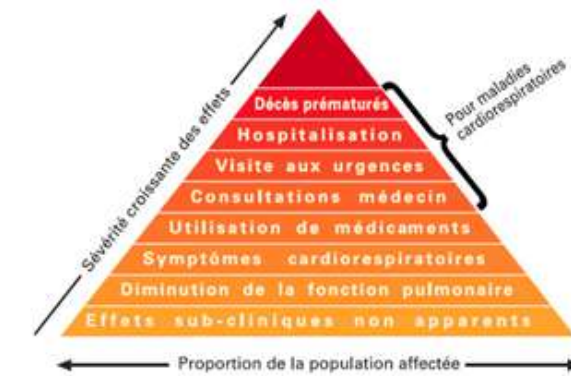 Sévérité croissante des effets
Pour maladies
cardiorespiratoires
Décès prématurés
Hospitalisation
Visite aux urgences
Consultations médecin
Utilisation de médicaments
Symptômes cardiorespiratoires
Diminution de la fonction pulmonaire
Effets sub-cliniques non apparents
Proportion de la population affectée